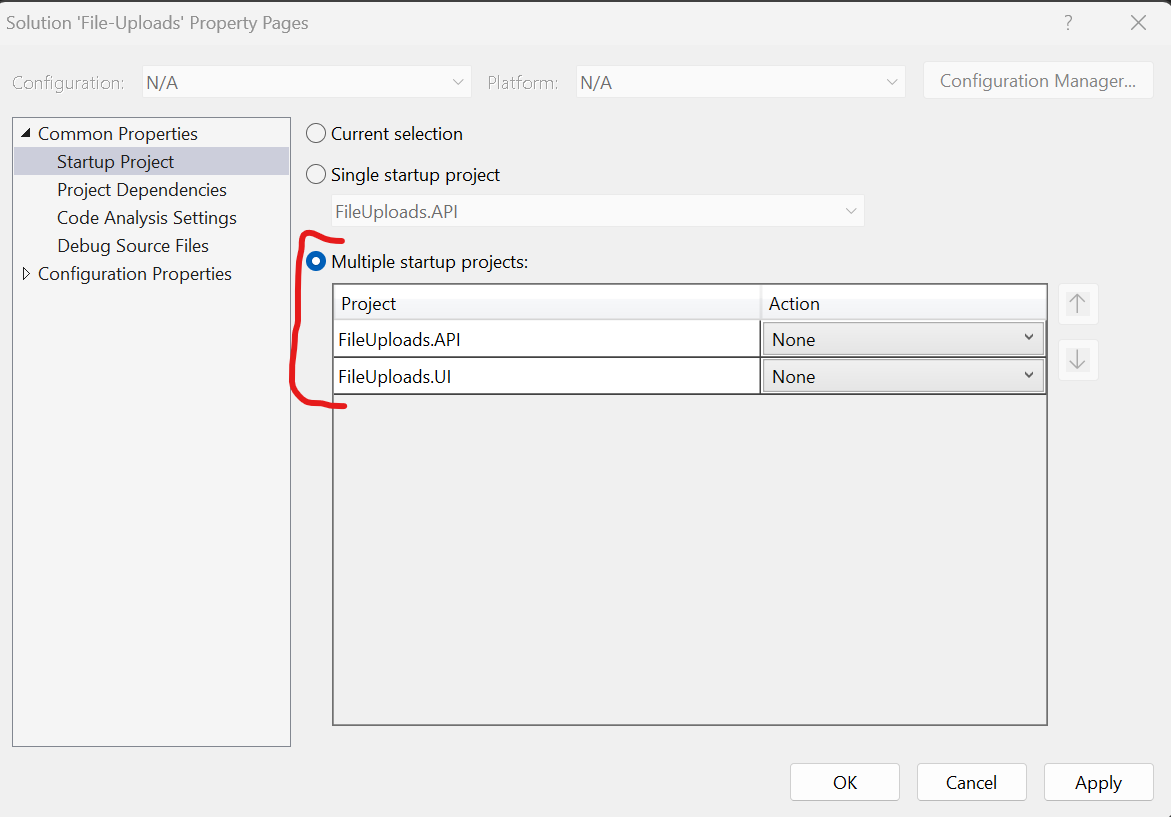 Solution 'File-Uploads' Property Pages ?
Configuration: N/A Platform: N/A Configuration Manager...
Common Properties
Startup Project
Project Dependencies
Code Analysis Settings
Debug Source Files
Configuration Properties
Current selection
Single startup project
FileUploads.API
Multiple startup projects:
Project Action
FileUploads.API None
FileUploads.UI None
OK Cancel Apply